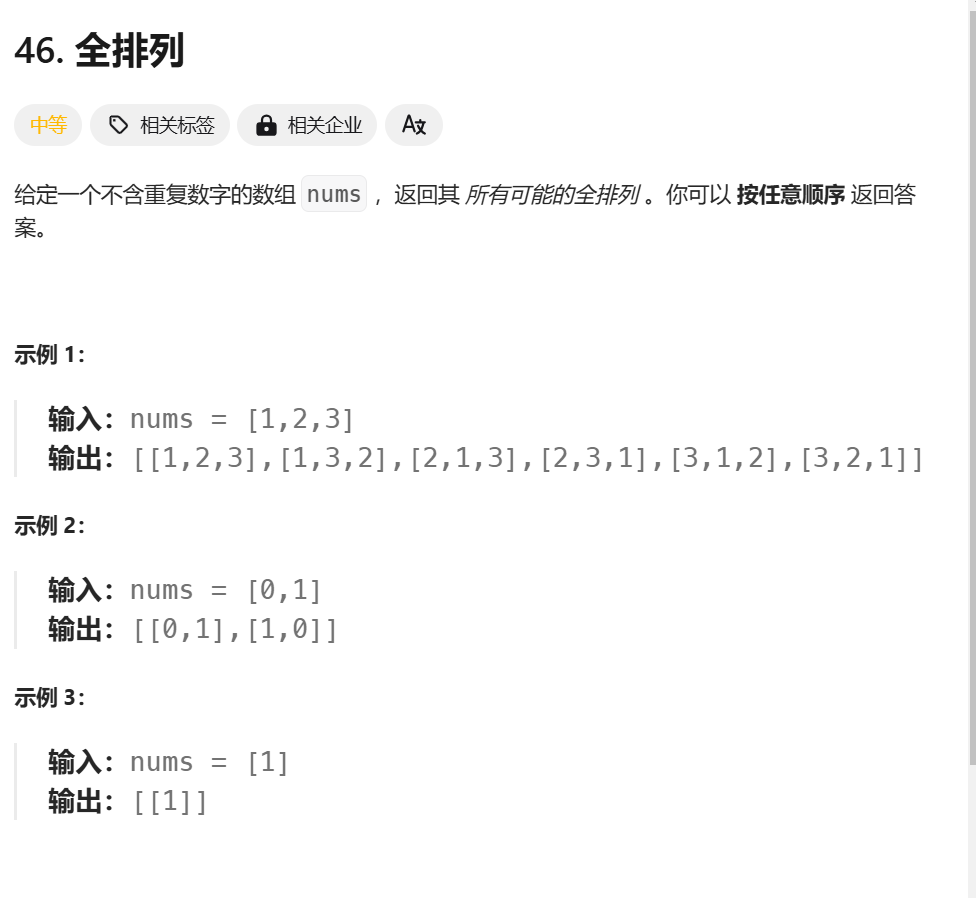 46. 全排列
中等 相关标签 相关企业 A文
给定一个不含重复数字的数组 nums ，返回其 所有可能的全排列 。你可以 按任意顺序 返回答
案。
示例 1：
输入：nums = [1,2,3]
输出：[[1,2,3],[1,3,2],[2,1,3],[2,3,1],[3,1,2],[3,2,1]]
示例 2：
输入：nums = [0,1]
输出：[[0,1],[1,0]]
示例 3：
输入：nums = [1]
输出：[[1]]